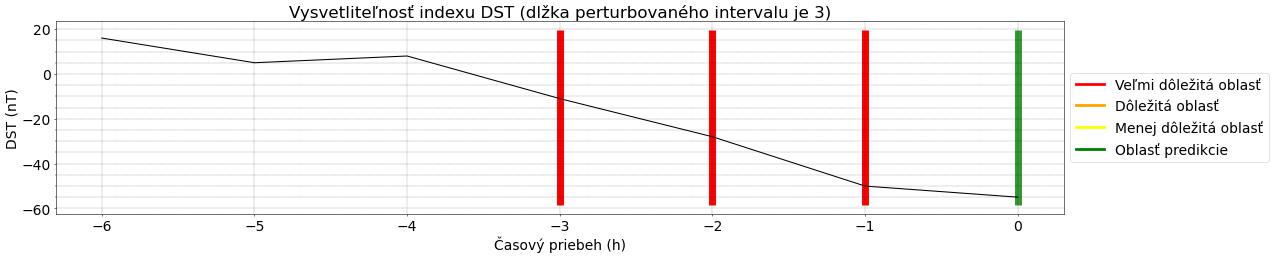 Vysvetliteľnosť indexu DST (dĺžka perturbovaného intervalu je 3)
DST (nT)
20
0
−20
−40
−60
−6 −5 −4 −3 −2 −1 0
Časový priebeh (h)
Veľmi dôležitá oblasť
Dôležitá oblasť
Menej dôležitá oblasť
Oblasť predikcie